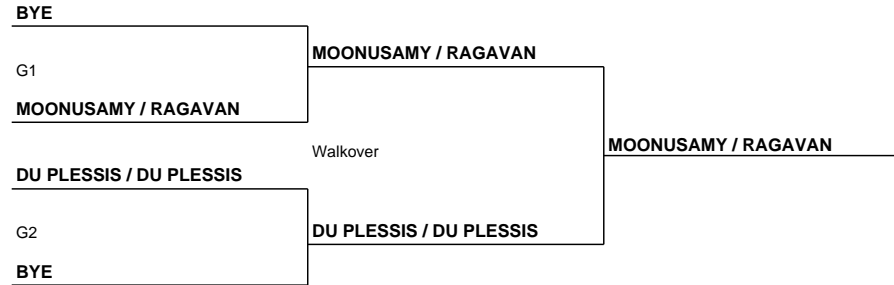 BYE
MOONUSAMY / RAGAVAN
G1
MOONUSAMY / RAGAVAN
Walkover
MOONUSAMY / RAGAVAN
DU PLESSIS / DU PLESSIS
G2
DU PLESSIS / DU PLESSIS
BYE